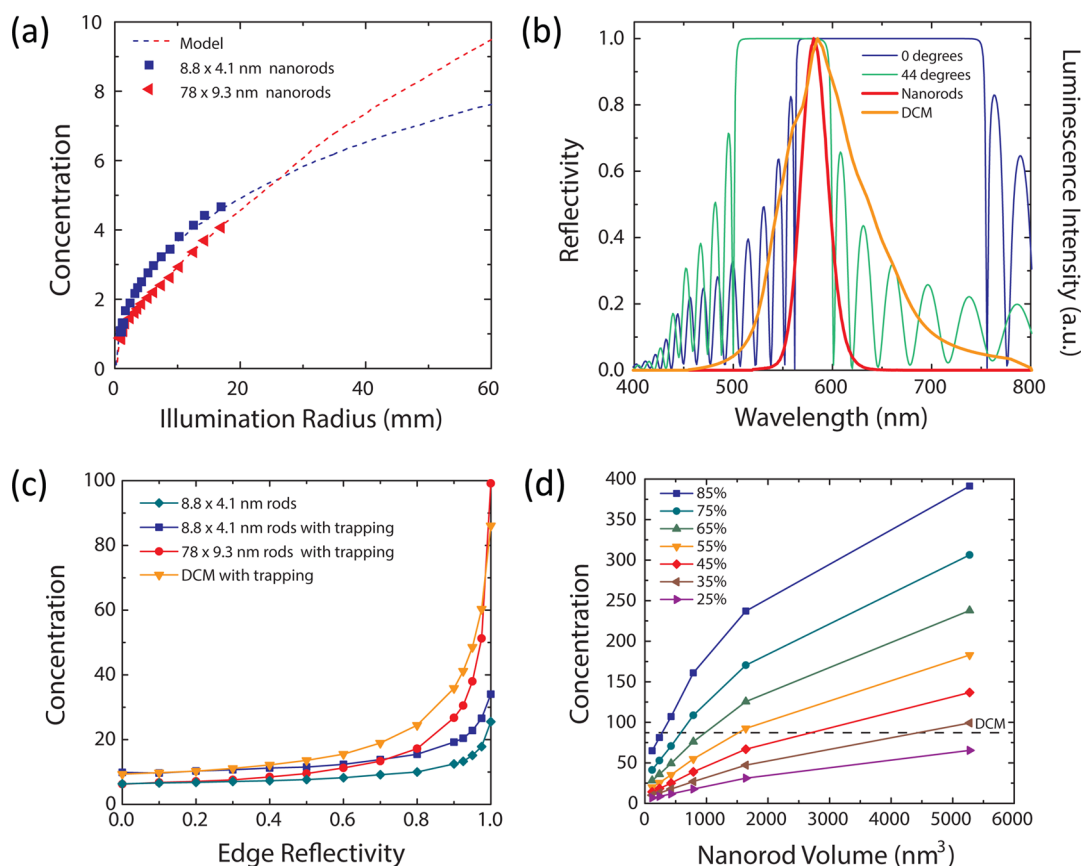 (a)
10
8
6
4
2
0
Concentration
Model
8.8 x 4.1 nm nanorods
78 x 9.3 nm nanorods
0 20 40 60
Illumination Radius (mm)
(b)
1.0
0.8
0.6
0.4
0.2
0.0
Reflectivity
0 degrees
44 degrees
Nanorods
DCM
Luminescence Intensity (a.u.)
400 500 600 700 800
Wavelength (nm)
(c)
100
80
60
40
20
0
Concentration
8.8 x 4.1 nm rods
8.8 x 4.1 nm rods with trapping
78 x 9.3 nm rods with trapping
DCM with trapping
0.0 0.2 0.4 0.6 0.8 1.0
Edge Reflectivity
(d)
400
350
300
250
200
150
100
50
0
Concentration
85%
75%
65%
55%
45%
35%
25%
DCM
0 1000 2000 3000 4000 5000 6000
Nanorod Volume (nm³)